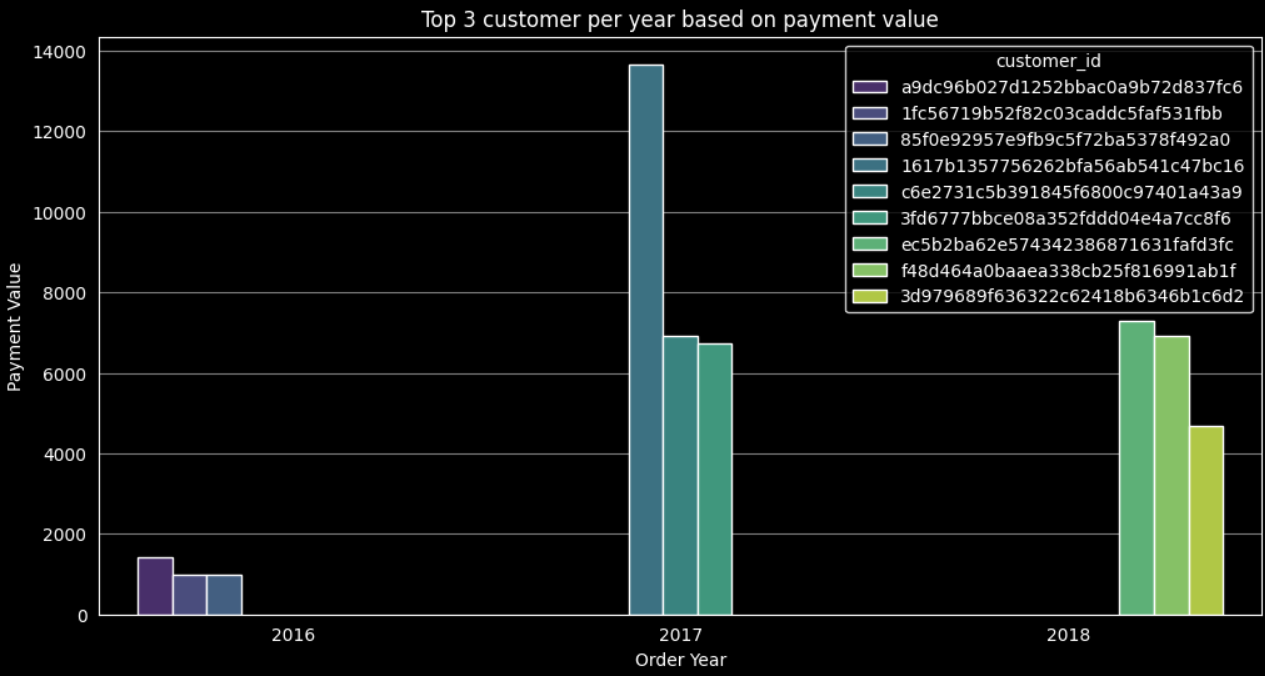 Top 3 customer per year based on payment value
customer_id
a9dc96b027d1252bbac0a9b72d837fc6
1fc56719b52f82c03caddc5faf531fbb
85f0e92957e9fb9c5f72ba5378f492a0
1617b1357756262bfa56ab541c47bc16
c6e2731c5b391845f6800c97401a43a9
3fd6777bbce08a352fddd04e4a7cc8f6
ec5b2ba62e574342386871631fafd3fc
f48d464a0baaea338cb25f816991ab1f
3d979689f636322c62418b6346b1c6d2
Payment Value
14000
12000
10000
8000
6000
4000
2000
0
2016 2017 2018
Order Year